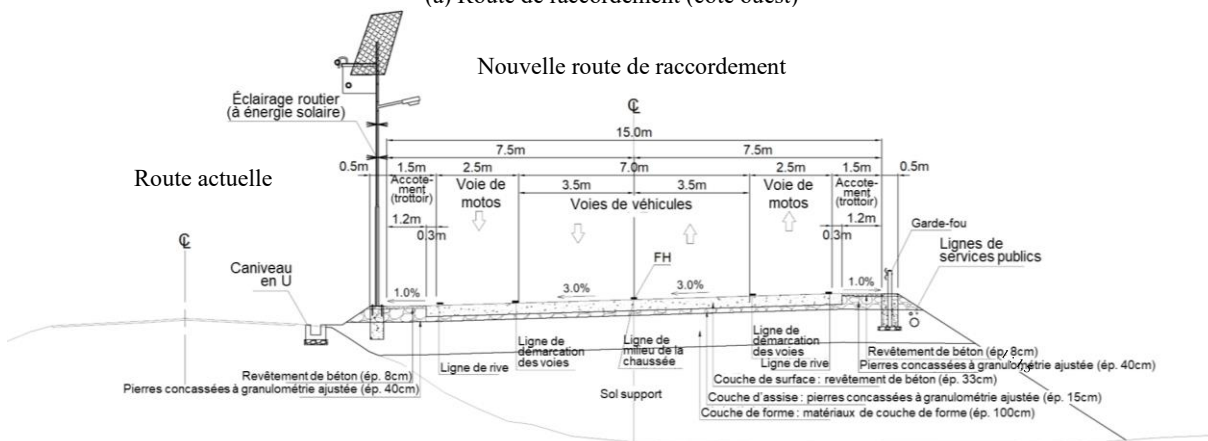 (a) Route de raccordement (côté ouest)
Nouvelle route de raccordement
Éclairage routier
(à énergie solaire)
Route actuelle
℄
15.0m
7.5m
7.5m
0.5m
1.5m
2.5m
7.0m
2.5m
1.5m
0.5m
Accote-
ment
(trottoir)
Voie de
motos
3.5m
3.5m
Voies de véhicules
Voie de
motos
Accote-
ment
(trottoir)
1.2m
0.3m
1.2m
0.3m
℄
Caniveau
en U
FH
Garde-fou
Lignes de
services publics
1.0%
3.0%
3.0%
1.0%
Ligne de rive
Ligne de
démarcation
des voies
Ligne de
milieu de la
chaussée
Ligne de
démarcation
des voies
Ligne de rive
Revêtement de béton (ép. 8cm)
Pierres concassées à granulométrie ajustée (ép. 40cm)
Revêtement de béton (ép. 8cm)
Pierres concassées à granulométrie ajustée (ép. 40cm)
Sol support
Couche de surface : revêtement de béton (ép. 33cm)
Couche d'assise : pierres concassées à granulométrie ajustée (ép. 15cm)
Couche de forme : matériaux de couche de forme (ép. 100cm)